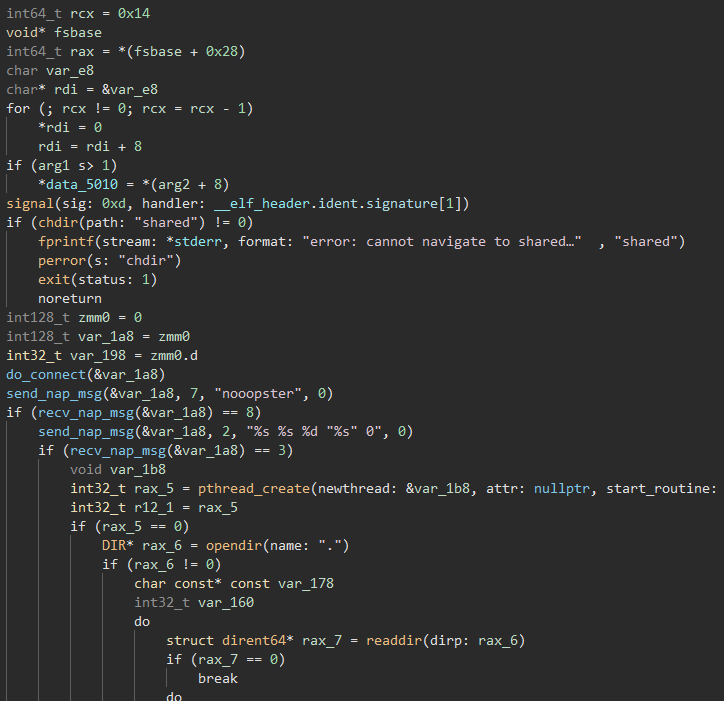 int64_t rcx = 0x14
void* fsbase
int64_t rax = *(fsbase + 0x28)
char var_e8
char* rdi = &var_e8
for (; rcx != 0; rcx = rcx - 1)
    *rdi = 0
    rdi = rdi + 8
if (arg1 s> 1)
    *data_5010 = *(arg2 + 8)
signal(sig: 0xd, handler: __elf_header.ident.signature[1])
if (chdir(path: "shared") != 0)
    fprintf(stream: *stderr, format: "error: cannot navigate to shared…"  , "shared")
    perror(s: "chdir")
    exit(status: 1)
    noreturn
int128_t zmm0 = 0
int128_t var_1a8 = zmm0
int32_t var_198 = zmm0.d
do_connect(&var_1a8)
send_nap_msg(&var_1a8, 7, "nooopster", 0)
if (recv_nap_msg(&var_1a8) == 8)
    send_nap_msg(&var_1a8, 2, "%s %s %d "%s" 0", 0)
    if (recv_nap_msg(&var_1a8) == 3)
        void var_1b8
        int32_t rax_5 = pthread_create(newthread: &var_1b8, attr: nullptr, start_routine:
        int32_t r12_1 = rax_5
        if (rax_5 == 0)
            DIR* rax_6 = opendir(name: ".")
            if (rax_6 != 0)
                char const* const var_178
                int32_t var_160
                do
                    struct dirent64* rax_7 = readdir(dirp: rax_6)
                    if (rax_7 == 0)
                        break
                    do